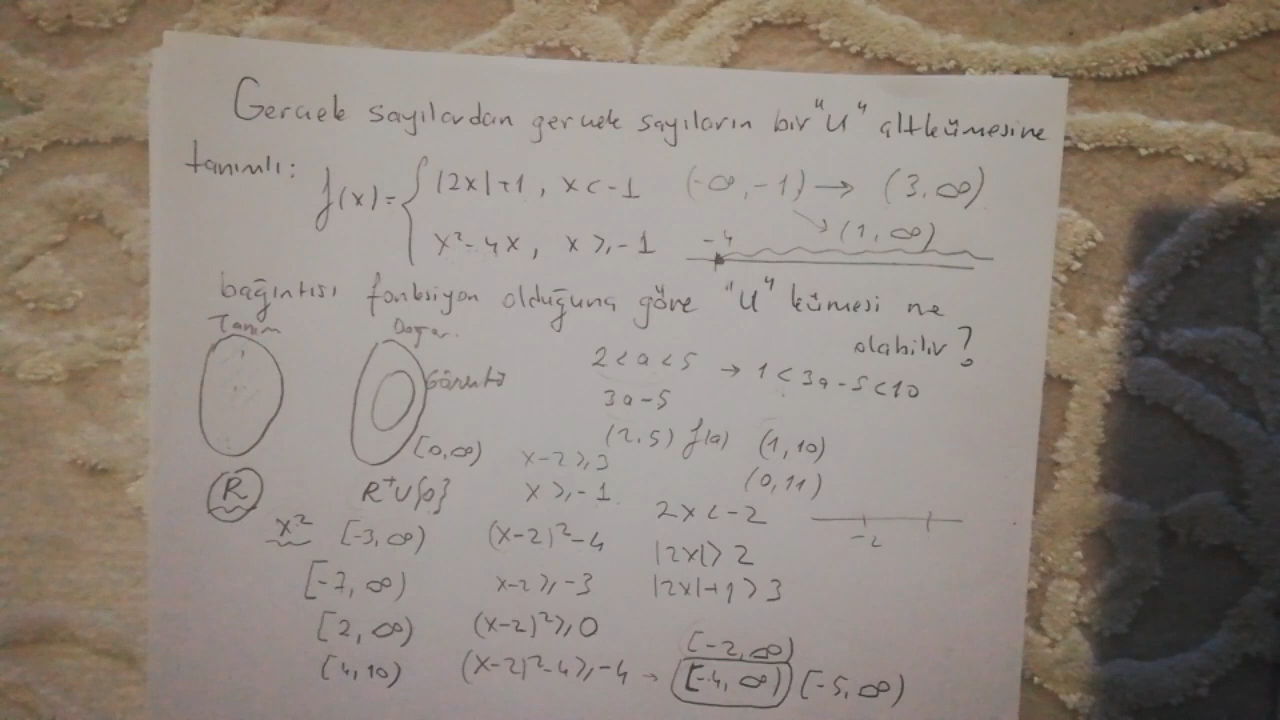 Gerçek sayılardan gerçek sayıların bir "U" altkümesine
tanımlı:
f(x)= { |2x|+1 , x < -1 (-∞, -1) → (3, ∞)
x²-4x , x ≥ -1 -4 ↘ (1, ∞)
bağıntısı fonksiyon olduğuna göre "U" kümesi ne
olabilir?
Tanım Değer. Görüntü
2 < a < 5 → 1 < 3a-5 < 10
3a-5
(2,5) f(a) (1,10)
(0,11)
[0,∞) x-2 ≥ 3
R R⁺∪{0} x ≥ -1 2x < -2 -2
x² [-3, ∞) (x-2)²-4 |2x| > 2
[-7, ∞) x-2 ≥ -3 |2x|+1 > 3
[2, ∞) (x-2)² ≥ 0 [-2, ∞)
[4, 10) (x-2)²-4 ≥ -4 → [-4, ∞) [-5, ∞)